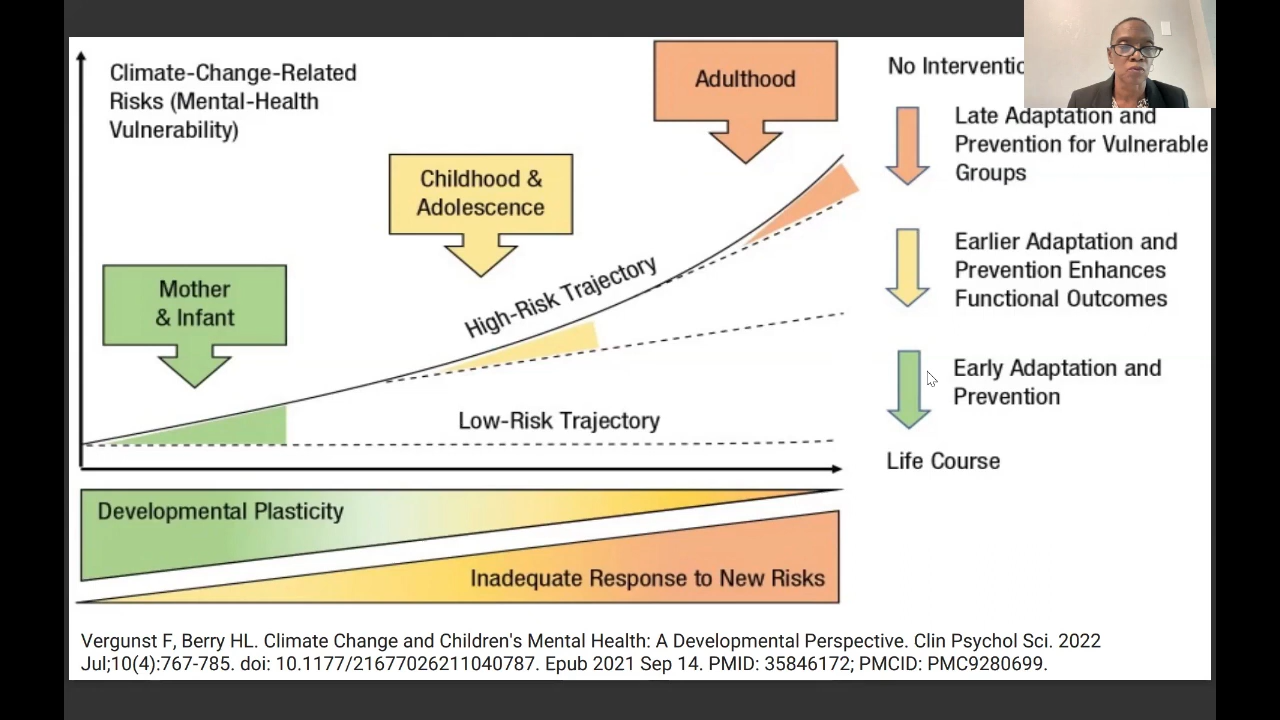 Climate-Change-Related
Risks (Mental-Health
Vulnerability)
Adulthood
Childhood &
Adolescence
Mother
& Infant
High-Risk Trajectory
Low-Risk Trajectory
No
Late Adaptation and
Prevention for Vulnerable
Groups
Earlier Adaptation and
Prevention Enhances
Functional Outcomes
Early Adaptation and
Prevention
Life Course
Developmental Plasticity
Inadequate Response to New Risks
Vergunst F, Berry HL. Climate Change and Children's Mental Health: A Developmental Perspective. Clin Psychol Sci. 2022
Jul;10(4):767-785. doi: 10.1177/21677026211040787. Epub 2021 Sep 14. PMID: 35846172; PMCID: PMC9280699.